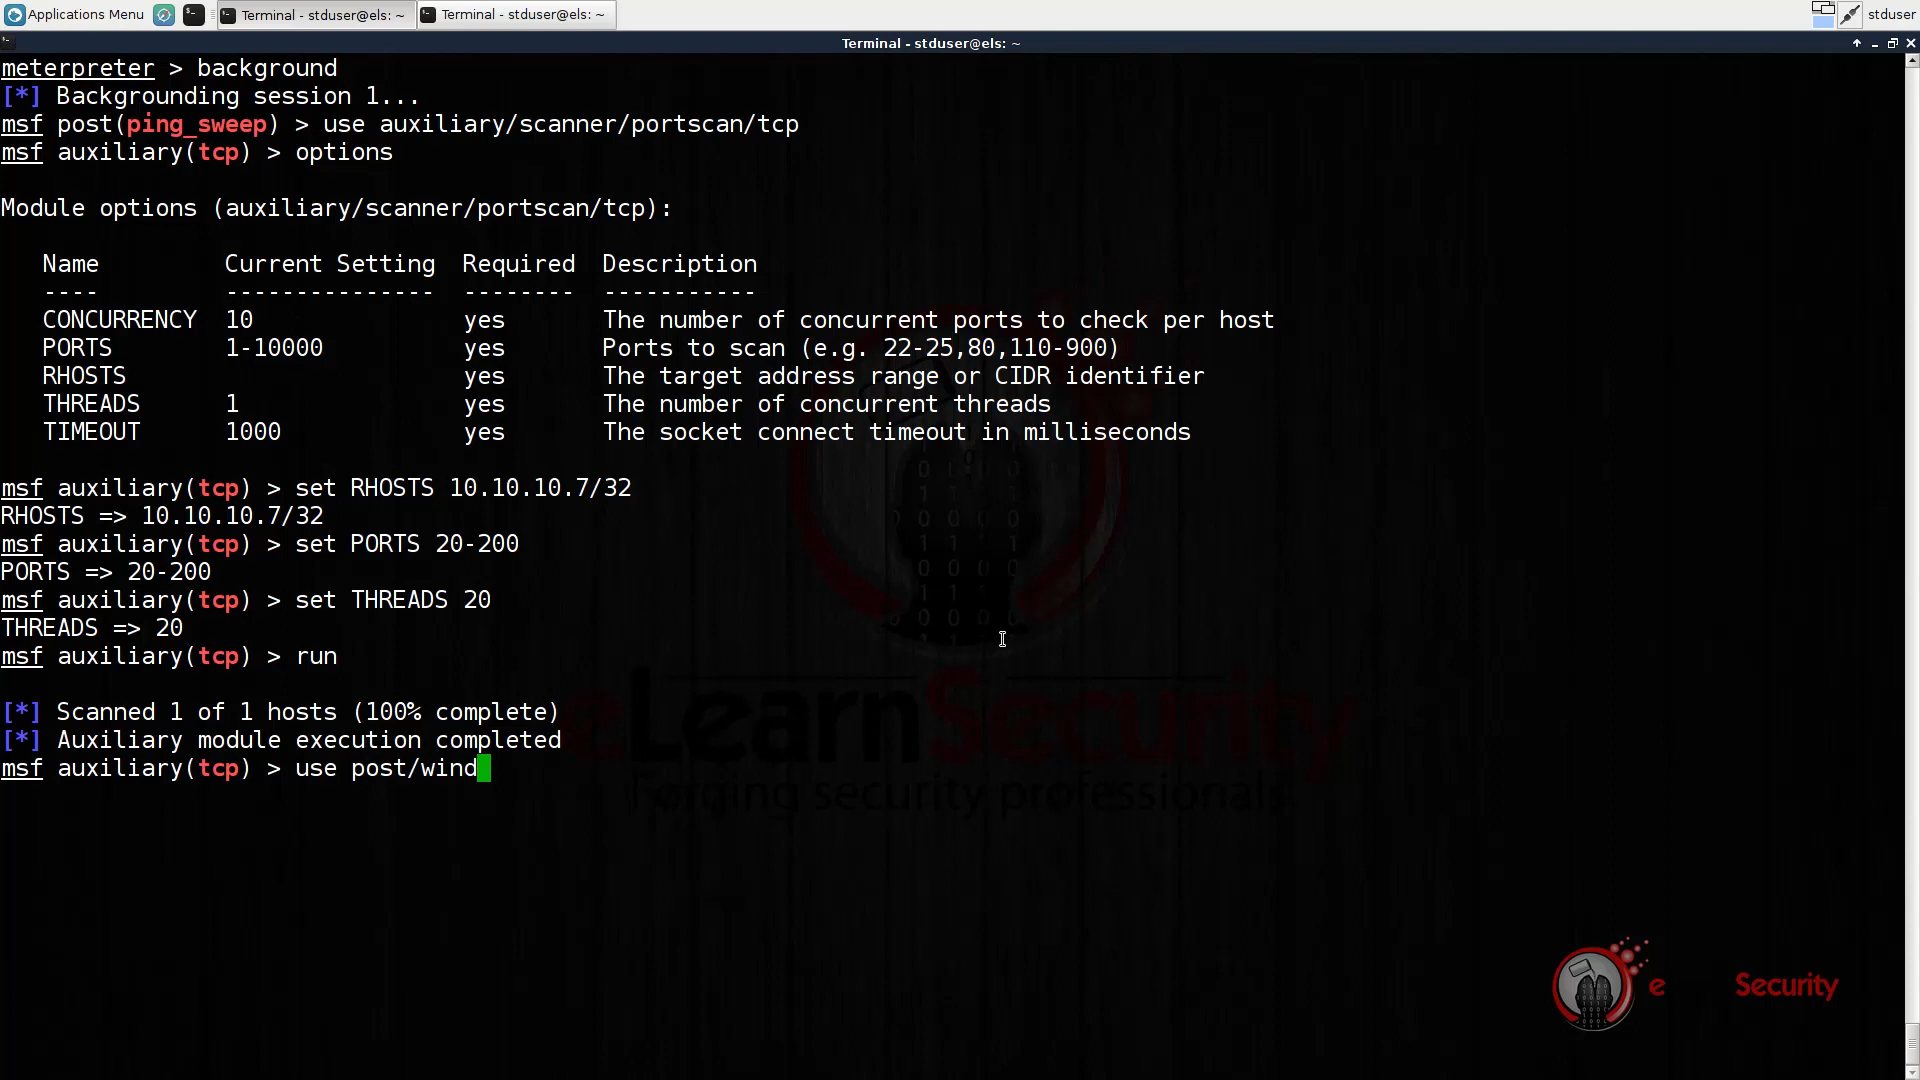 Applications Menu Terminal - stduser@els: ~ Terminal - stduser@els: ~ stduser
Terminal - stduser@els: ~
meterpreter > background
[*] Backgrounding session 1...
msf post(ping_sweep) > use auxiliary/scanner/portscan/tcp
msf auxiliary(tcp) > options
Module options (auxiliary/scanner/portscan/tcp):
Name Current Setting Required Description
---- --------------- -------- -----------
CONCURRENCY 10 yes The number of concurrent ports to check per host
PORTS 1-10000 yes Ports to scan (e.g. 22-25,80,110-900)
RHOSTS yes The target address range or CIDR identifier
THREADS 1 yes The number of concurrent threads
TIMEOUT 1000 yes The socket connect timeout in milliseconds
msf auxiliary(tcp) > set RHOSTS 10.10.10.7/32
RHOSTS => 10.10.10.7/32
msf auxiliary(tcp) > set PORTS 20-200
PORTS => 20-200
msf auxiliary(tcp) > set THREADS 20
THREADS => 20
msf auxiliary(tcp) > run
[*] Scanned 1 of 1 hosts (100% complete)
[*] Auxiliary module execution completed
msf auxiliary(tcp) > use post/wind
eLearnSecurity
Forging security professionals
e Security